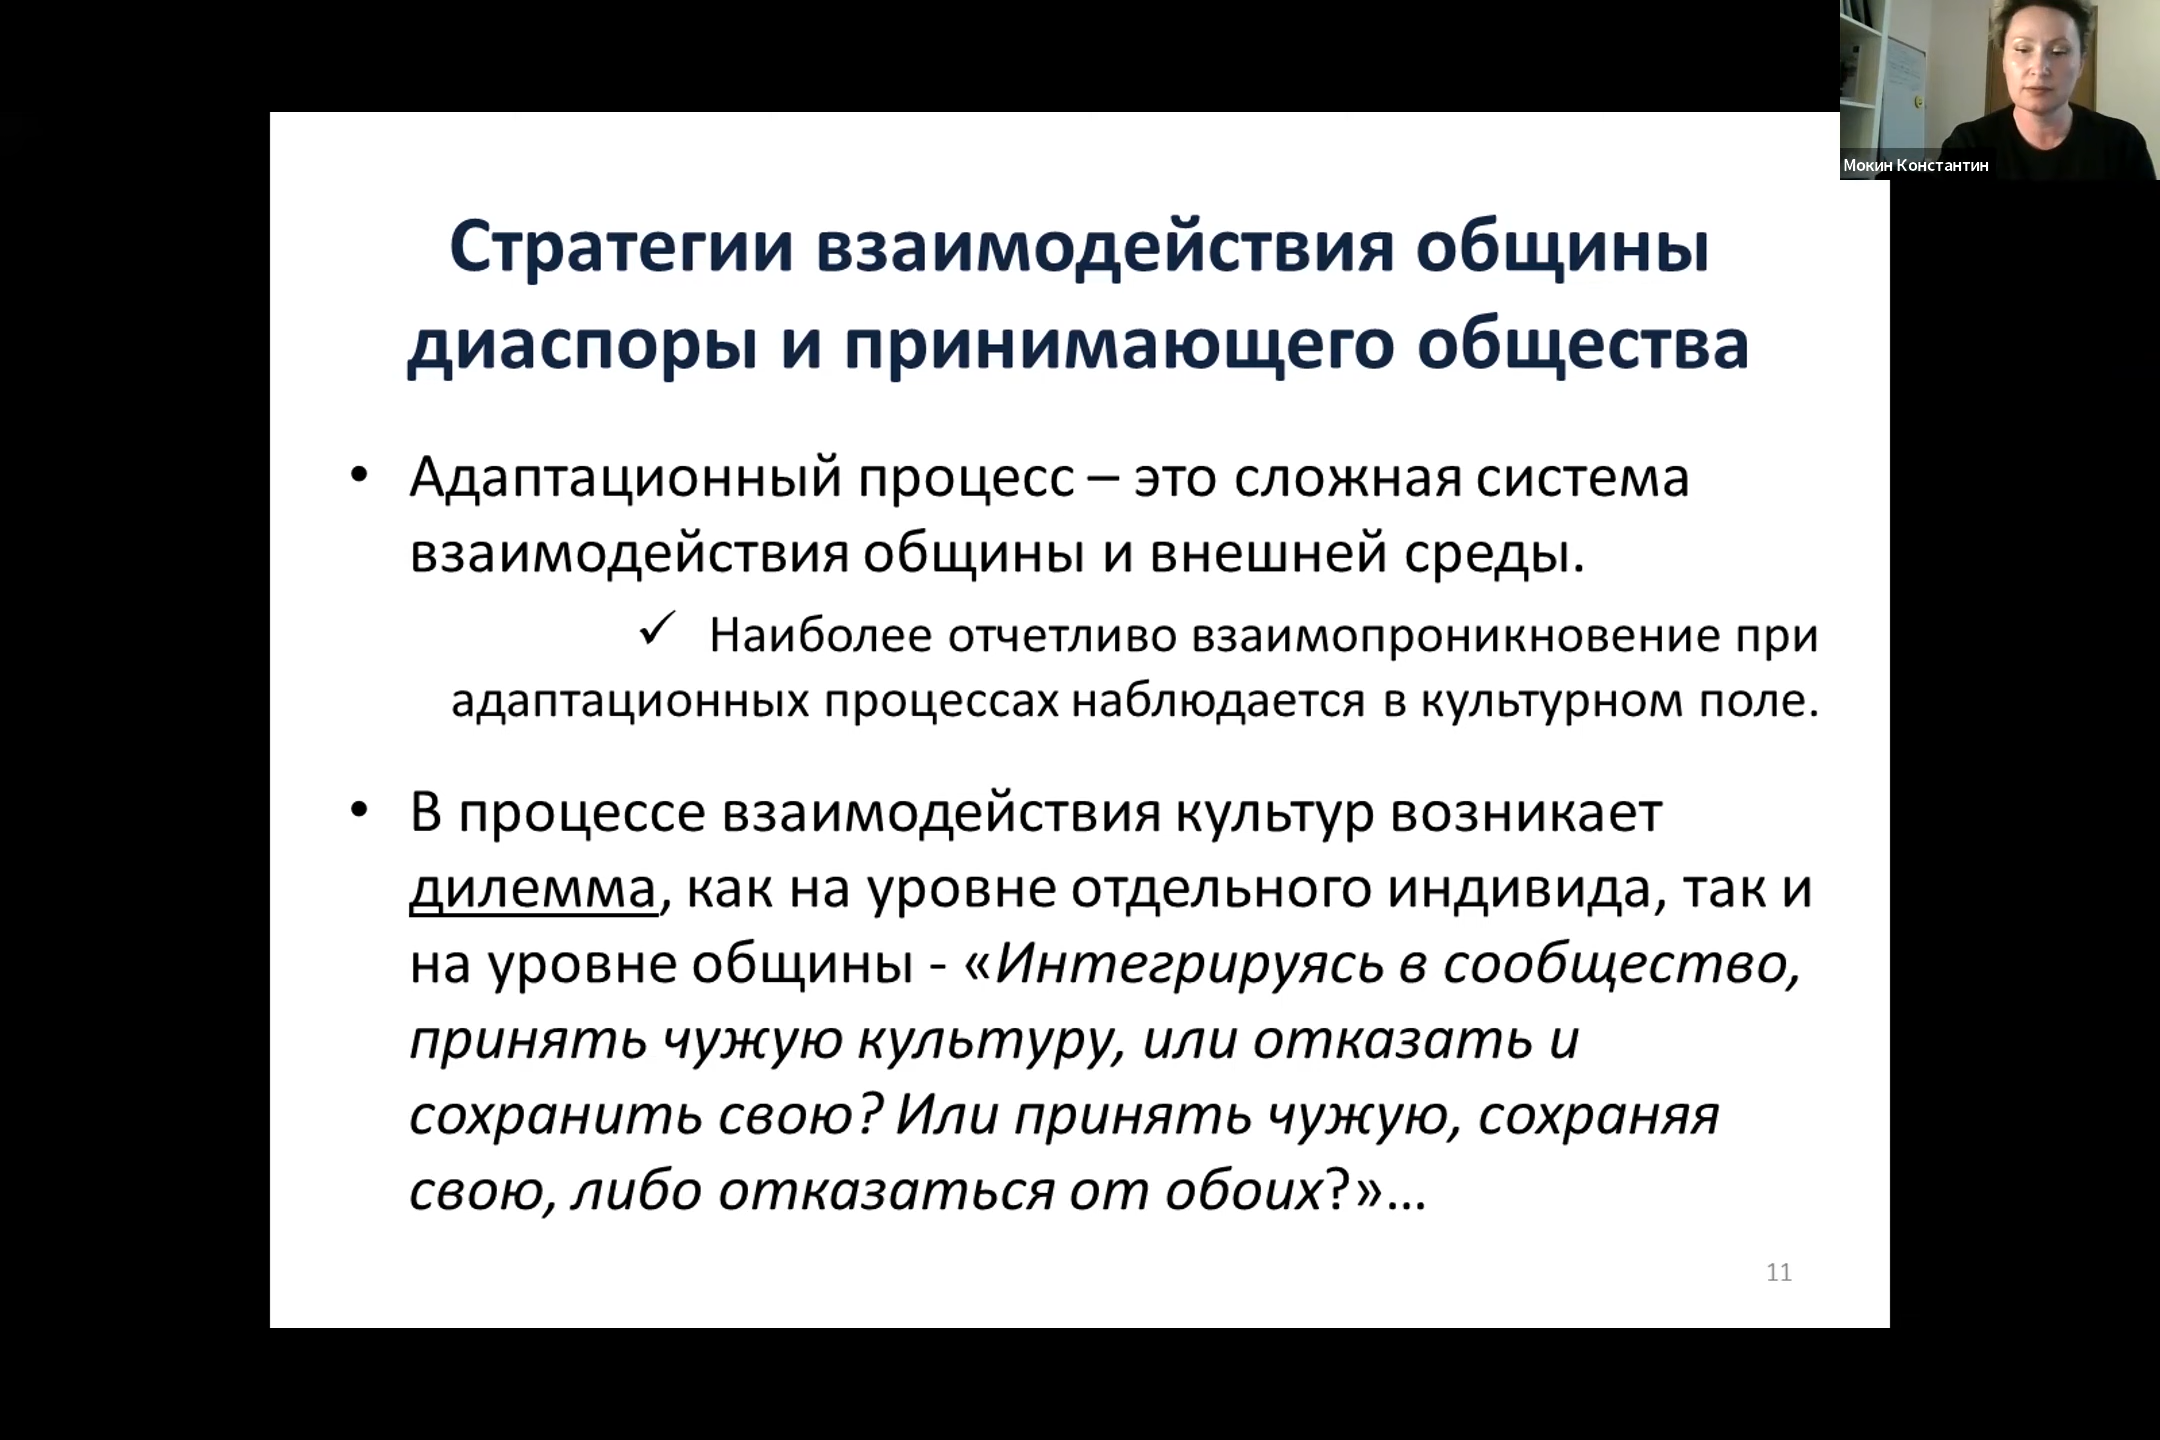 Мокин Константин
Стратегии взаимодействия общины
диаспоры и принимающего общества
• Адаптационный процесс – это сложная система
взаимодействия общины и внешней среды.
✓ Наиболее отчетливо взаимопроникновение при
адаптационных процессах наблюдается в культурном поле.
• В процессе взаимодействия культур возникает
дилемма, как на уровне отдельного индивида, так и
на уровне общины - «Интегрируясь в сообщество,
принять чужую культуру, или отказать и
сохранить свою? Или принять чужую, сохраняя
свою, либо отказаться от обоих?»…
11